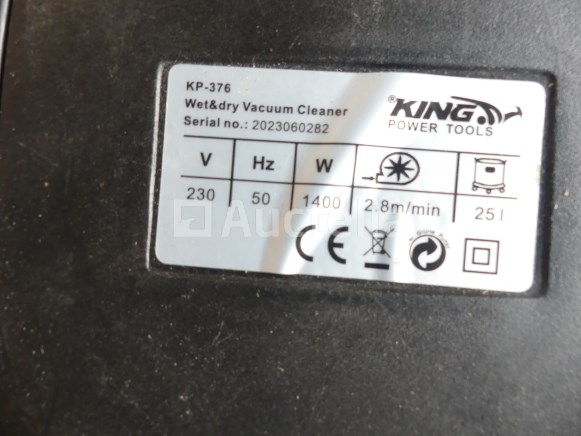 KP-376
Wet&dry Vacuum Cleaner
Serial no.: 2023060282
®KING
POWER TOOLS
V Hz W
230 50 1400 2.8m/min 25 l
CE